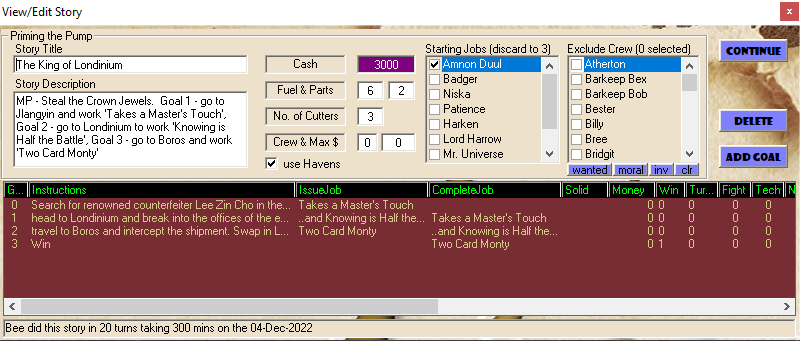 View/Edit Story
x
Priming the Pump
Story Title
The King of Londinium
Story Description
MP - Steal the Crown Jewels. Goal 1 - go to
JIangyin and work 'Takes a Master's Touch',
Goal 2 - go to Londinium to work 'Knowing is
Half the Battle', Goal 3 - go to Boros and work
'Two Card Monty'
Cash 3000
Fuel & Parts 6 2
No. of Cutters 3
Crew & Max $ 0 0
use Havens
Starting Jobs (discard to 3)
Amnon Duul
Badger
Niska
Patience
Harken
Lord Harrow
Mr. Universe
Exclude Crew (0 selected)
Atherton
Barkeep Bex
Barkeep Bob
Bester
Billy
Bree
Bridgit
wanted moral inv clr
CONTINUE
DELETE
ADD GOAL
G... Instructions IssueJob CompleteJob Solid Money Win Tur... Fight Tech N
0 Search for renowned counterfeiter Lee Zin Cho in the... Takes a Master's Touch 0 0 0 0 0
1 head to Londinium and break into the offices of the e... ..and Knowing is Half the... Takes a Master's Touch 0 0 0 0 0
2 travel to Boros and intercept the shipment. Swap in L... Two Card Monty ..and Knowing is Half the... 0 0 0 0 0
3 Win Two Card Monty 0 1 0 0 0
Bee did this story in 20 turns taking 300 mins on the 04-Dec-2022